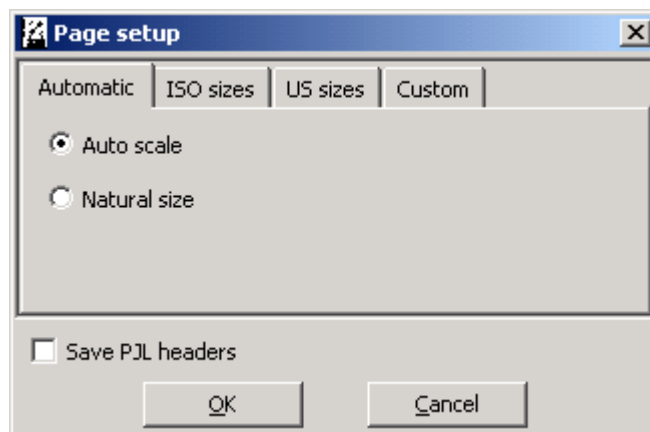 Page setup
Automatic ISO sizes US sizes Custom
Auto scale
Natural size
Save PJL headers
OK Cancel